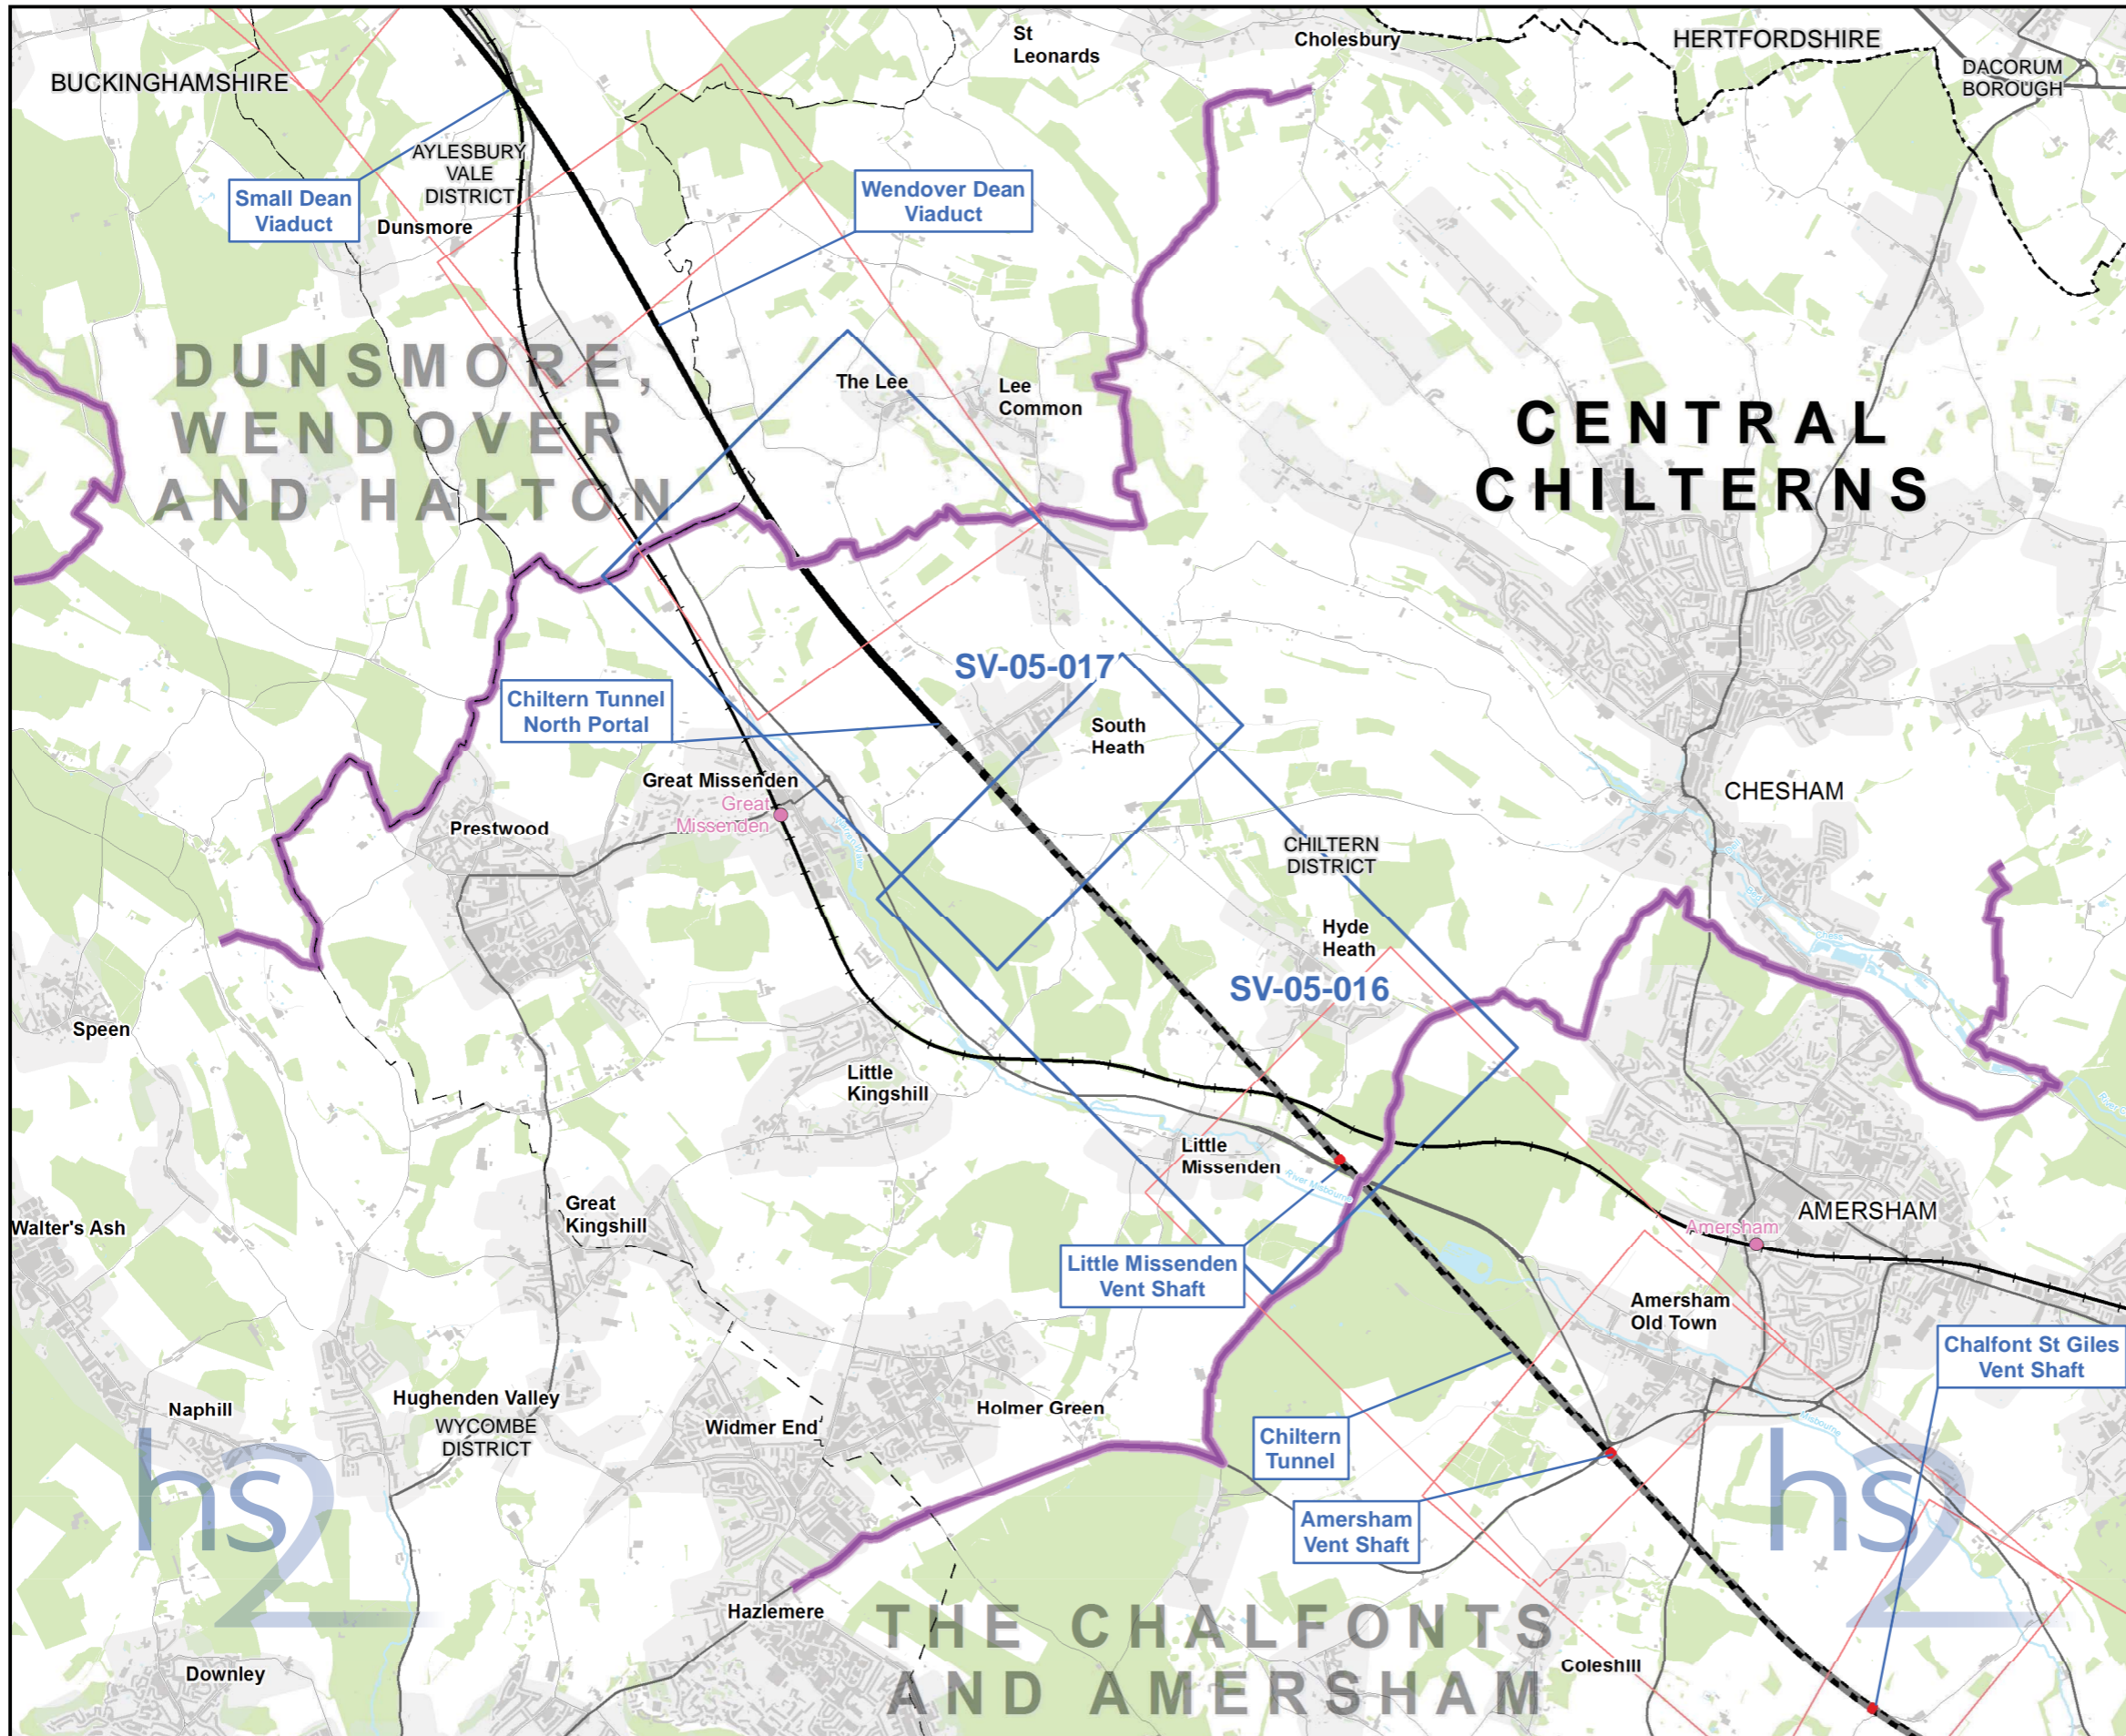 BUCKINGHAMSHIRE
St
Leonards
Cholesbury
HERTFORDSHIRE
DACORUM
BOROUGH
AYLESBURY
VALE
DISTRICT
Small Dean
Viaduct
Dunsmore
Wendover Dean
Viaduct
DUNSMORE,
WENDOVER
AND HALTON
The Lee
Lee
Common
CENTRAL
CHILTERNS
SV-05-017
Chiltern Tunnel
North Portal
South
Heath
Great Missenden
Great
Missenden
Prestwood
CHESHAM
CHILTERN
DISTRICT
Hyde
Heath
SV-05-016
Speen
Little
Kingshill
Little
Missenden
River Misbourne
Great
Kingshill
Walter's Ash
AMERSHAM
Amersham
Little Missenden
Vent Shaft
Amersham
Old Town
Chalfont St Giles
Vent Shaft
Naphill
Hughenden Valley
WYCOMBE
DISTRICT
Widmer End
Holmer Green
Chiltern
Tunnel
Misbourne
Amersham
Vent Shaft
hs2
hs2
Hazlemere
THE CHALFONTS
AND AMERSHAM
Downley
Coleshill